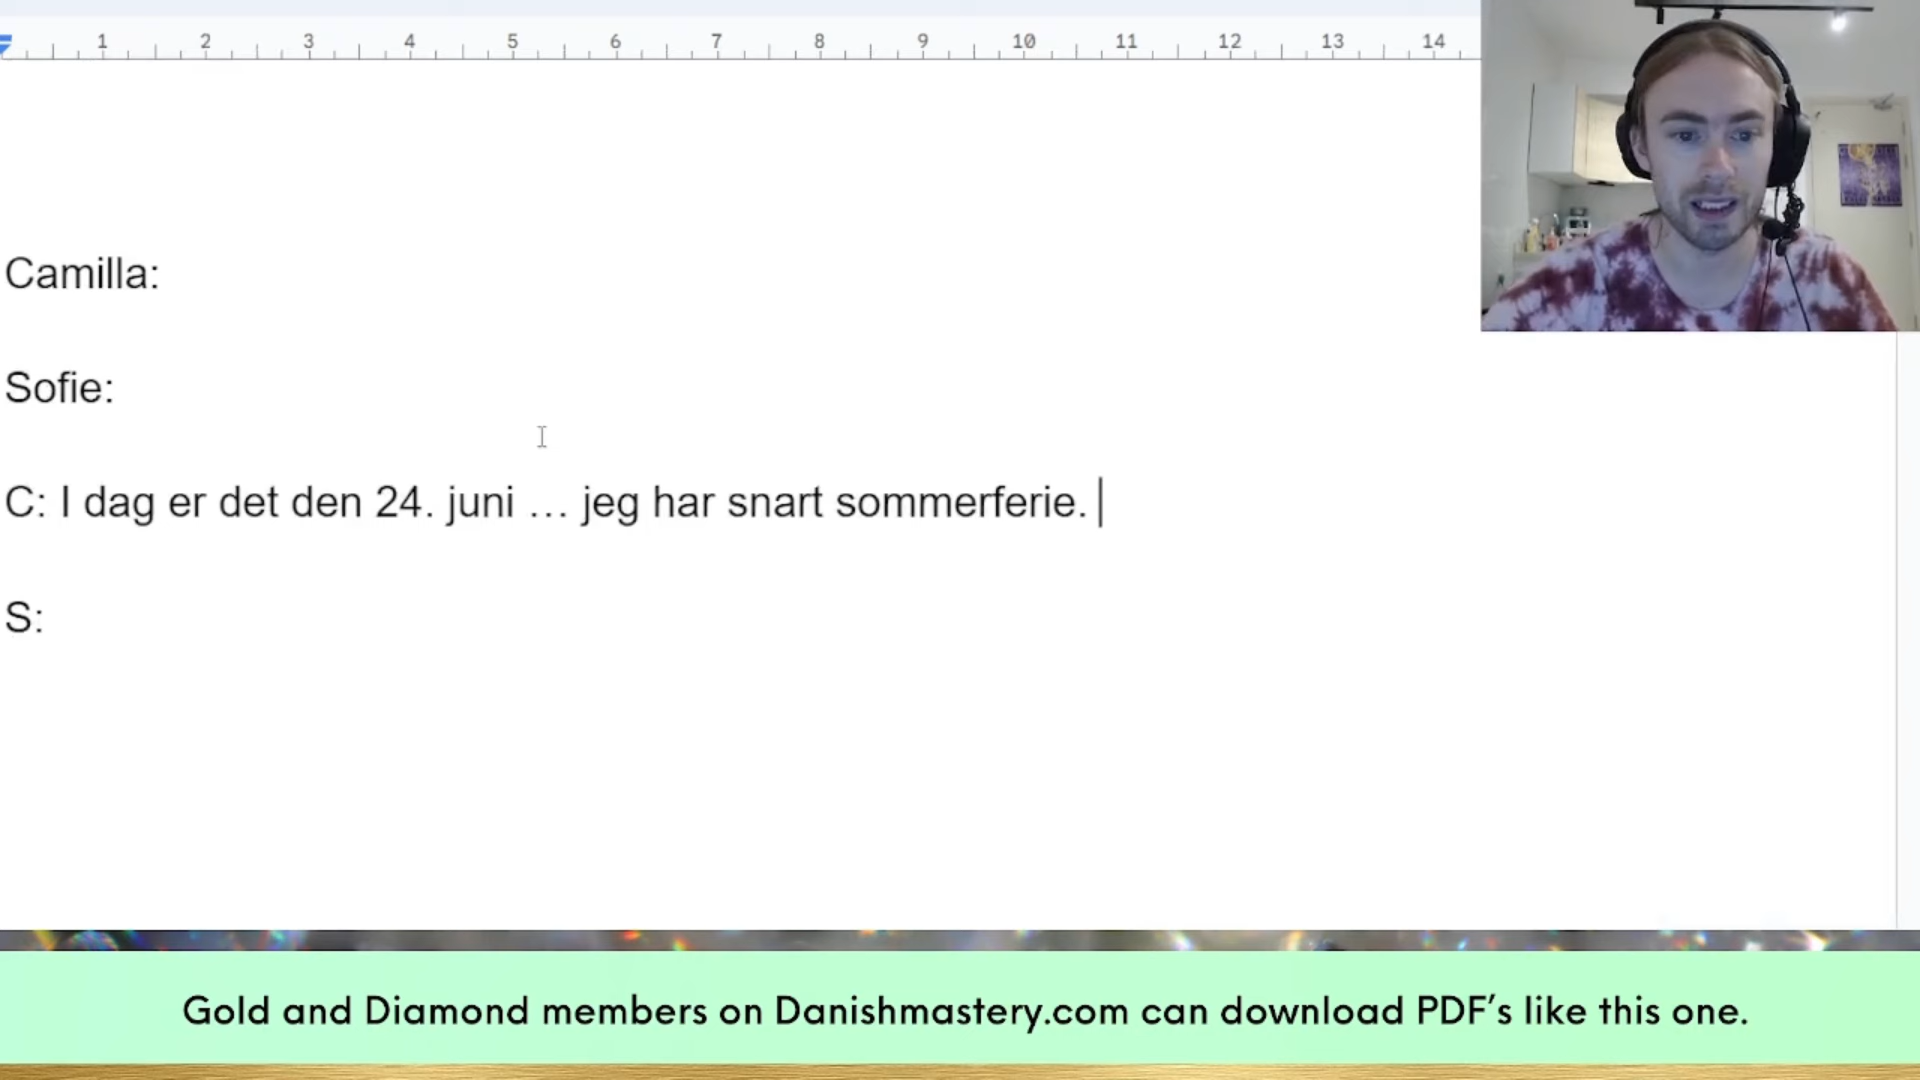 1 2 3 4 5 6 7 8 9 10 11 12 13 14
Camilla:
Sofie:
C: I dag er det den 24. juni … jeg har snart sommerferie.
S:
Gold and Diamond members on Danishmastery.com can download PDF’s like this one.